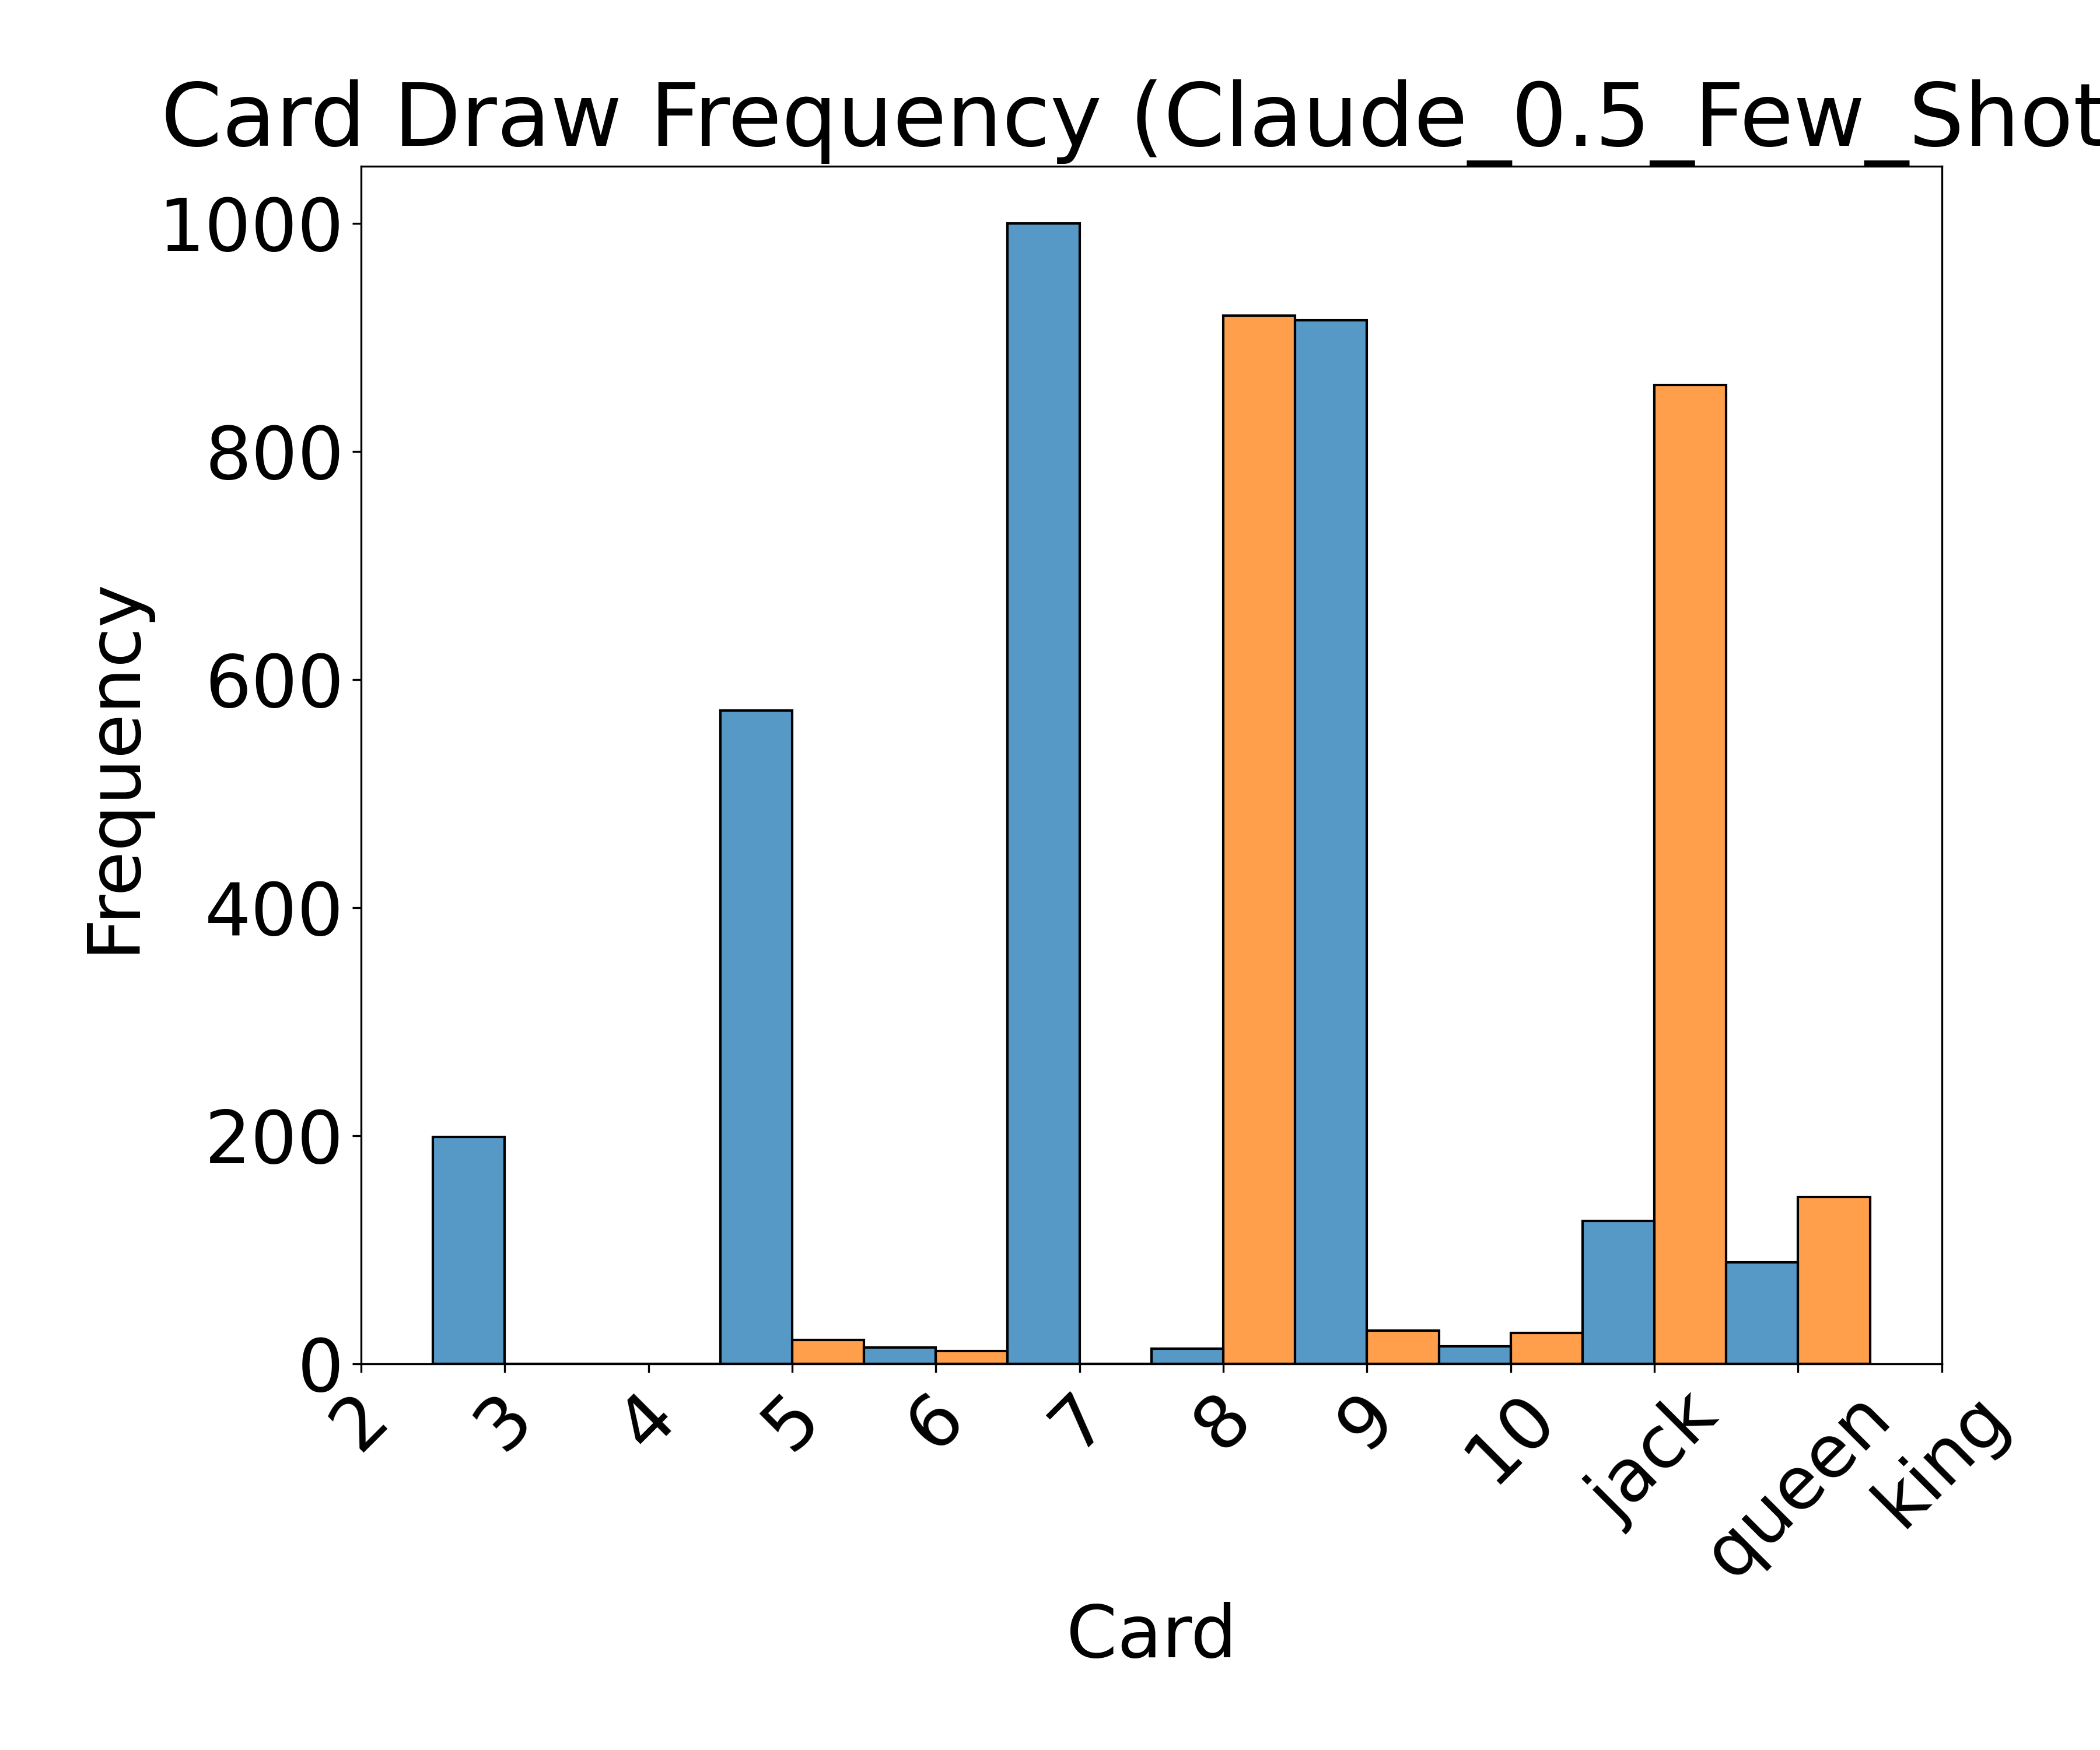 Card Draw Frequency (Claude_0.5_Few_Shot
1000
800
600
400
200
0
Frequency
2 3 4 5 6 7 8 9 10 jack queen king
Card